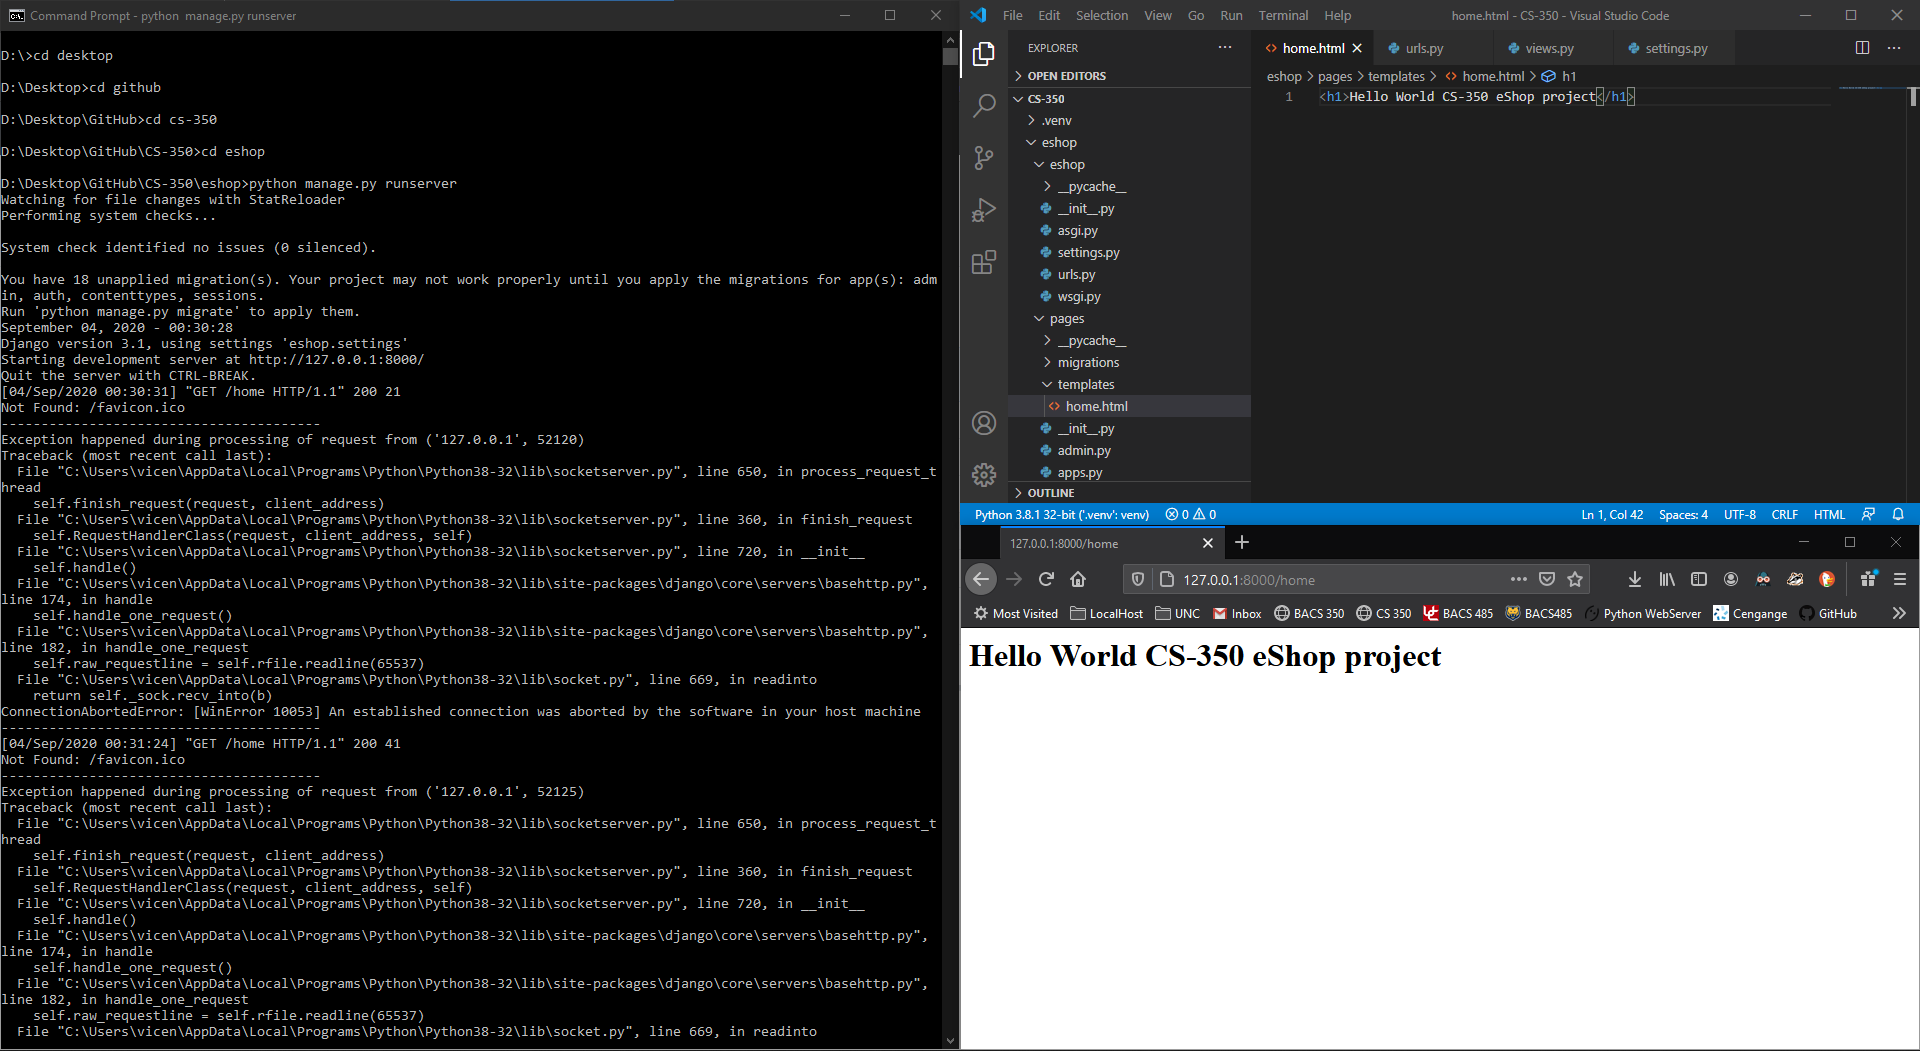 Command Prompt - python  manage.py runserver
D:\>cd desktop
D:\Desktop>cd github
D:\Desktop\GitHub>cd cs-350
D:\Desktop\GitHub\CS-350>cd eshop
D:\Desktop\GitHub\CS-350\eshop>python manage.py runserver
Watching for file changes with StatReloader
Performing system checks...
System check identified no issues (0 silenced).
You have 18 unapplied migration(s). Your project may not work properly until you apply the migrations for app(s): adm
in, auth, contenttypes, sessions.
Run 'python manage.py migrate' to apply them.
September 04, 2020 - 00:30:28
Django version 3.1, using settings 'eshop.settings'
Starting development server at http://127.0.0.1:8000/
Quit the server with CTRL-BREAK.
[04/Sep/2020 00:30:31] "GET /home HTTP/1.1" 200 21
Not Found: /favicon.ico
----------------------------------------
Exception happened during processing of request from ('127.0.0.1', 52120)
Traceback (most recent call last):
  File "C:\Users\vicen\AppData\Local\Programs\Python\Python38-32\lib\socketserver.py", line 650, in process_request_t
hread
    self.finish_request(request, client_address)
  File "C:\Users\vicen\AppData\Local\Programs\Python\Python38-32\lib\socketserver.py", line 360, in finish_request
    self.RequestHandlerClass(request, client_address, self)
  File "C:\Users\vicen\AppData\Local\Programs\Python\Python38-32\lib\socketserver.py", line 720, in __init__
    self.handle()
  File "C:\Users\vicen\AppData\Local\Programs\Python\Python38-32\lib\site-packages\django\core\servers\basehttp.py",
line 174, in handle
    self.handle_one_request()
  File "C:\Users\vicen\AppData\Local\Programs\Python\Python38-32\lib\site-packages\django\core\servers\basehttp.py",
line 182, in handle_one_request
    self.raw_requestline = self.rfile.readline(65537)
  File "C:\Users\vicen\AppData\Local\Programs\Python\Python38-32\lib\socket.py", line 669, in readinto
    return self._sock.recv_into(b)
ConnectionAbortedError: [WinError 10053] An established connection was aborted by the software in your host machine
----------------------------------------
[04/Sep/2020 00:31:24] "GET /home HTTP/1.1" 200 41
Not Found: /favicon.ico
----------------------------------------
Exception happened during processing of request from ('127.0.0.1', 52125)
Traceback (most recent call last):
  File "C:\Users\vicen\AppData\Local\Programs\Python\Python38-32\lib\socketserver.py", line 650, in process_request_t
hread
    self.finish_request(request, client_address)
  File "C:\Users\vicen\AppData\Local\Programs\Python\Python38-32\lib\socketserver.py", line 360, in finish_request
    self.RequestHandlerClass(request, client_address, self)
  File "C:\Users\vicen\AppData\Local\Programs\Python\Python38-32\lib\socketserver.py", line 720, in __init__
    self.handle()
  File "C:\Users\vicen\AppData\Local\Programs\Python\Python38-32\lib\site-packages\django\core\servers\basehttp.py",
line 174, in handle
    self.handle_one_request()
  File "C:\Users\vicen\AppData\Local\Programs\Python\Python38-32\lib\site-packages\django\core\servers\basehttp.py",
line 182, in handle_one_request
    self.raw_requestline = self.rfile.readline(65537)
  File "C:\Users\vicen\AppData\Local\Programs\Python\Python38-32\lib\socket.py", line 669, in readinto
File Edit Selection View Go Run Terminal Help home.html - CS-350 - Visual Studio Code
EXPLORER
OPEN EDITORS
CS-350
.venv
eshop
eshop
__pycache__
__init__.py
asgi.py
settings.py
urls.py
wsgi.py
pages
__pycache__
migrations
templates
home.html
__init__.py
admin.py
apps.py
OUTLINE
home.html urls.py views.py settings.py
eshop > pages > templates > home.html > h1
1 <h1>Hello World CS-350 eShop project</h1>
Python 3.8.1 32-bit ('.venv': venv) 0 0 Ln 1, Col 42 Spaces: 4 UTF-8 CRLF HTML
127.0.0.1:8000/home
127.0.0.1:8000/home
Most Visited LocalHost UNC Inbox BACS 350 CS 350 BACS 485 BACS485 Python WebServer Cengange GitHub
Hello World CS-350 eShop project